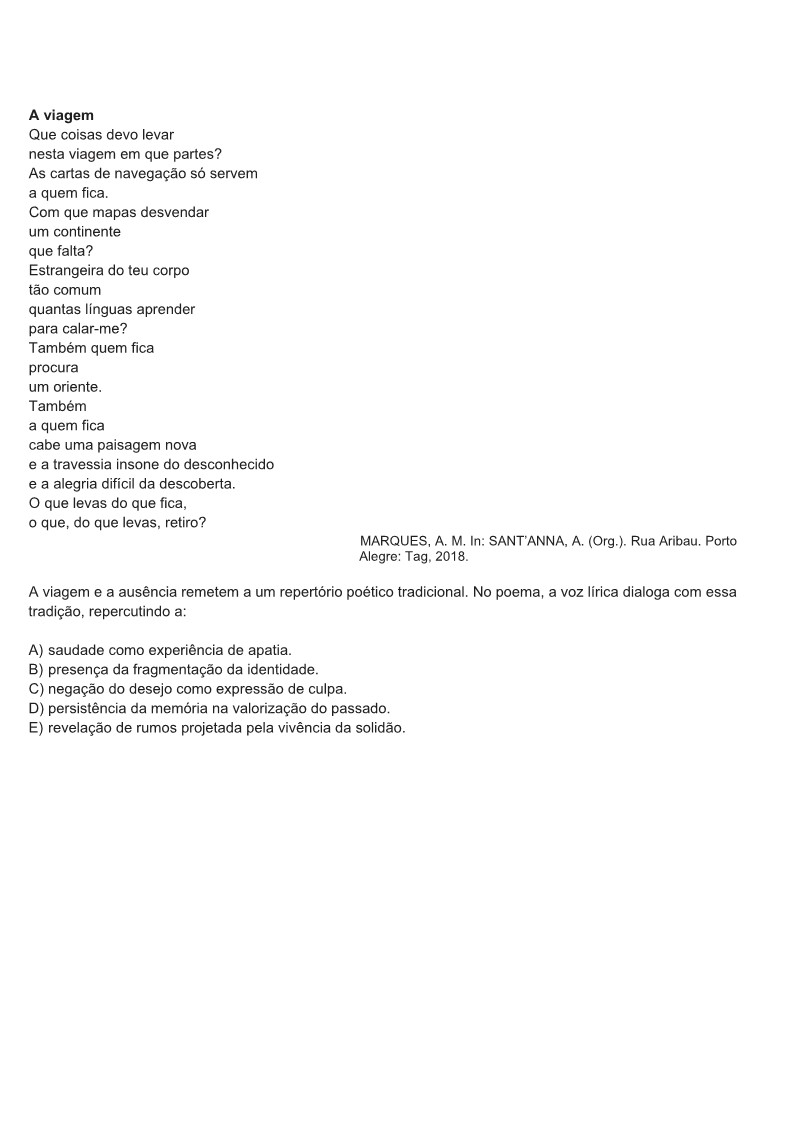 A viagem
Que coisas devo levar
nesta viagem em que partes?
As cartas de navegação só servem
a quem fica.
Com que mapas desvendar
um continente
que falta?
Estrangeira do teu corpo
tão comum
quantas línguas aprender
para calar-me?
Também quem fica
procura
um oriente.
Também
a quem fica
cabe uma paisagem nova
e a travessia insone do desconhecido
e a alegria difícil da descoberta.
O que levas do que fica,
o que, do que levas, retiro?
MARQUES, A. M. In: SANT’ANNA, A. (Org.). Rua Aribau. Porto
Alegre: Tag, 2018.
A viagem e a ausência remetem a um repertório poético tradicional. No poema, a voz lírica dialoga com essa
tradição, repercutindo a:
A) saudade como experiência de apatia.
B) presença da fragmentação da identidade.
C) negação do desejo como expressão de culpa.
D) persistência da memória na valorização do passado.
E) revelação de rumos projetada pela vivência da solidão.